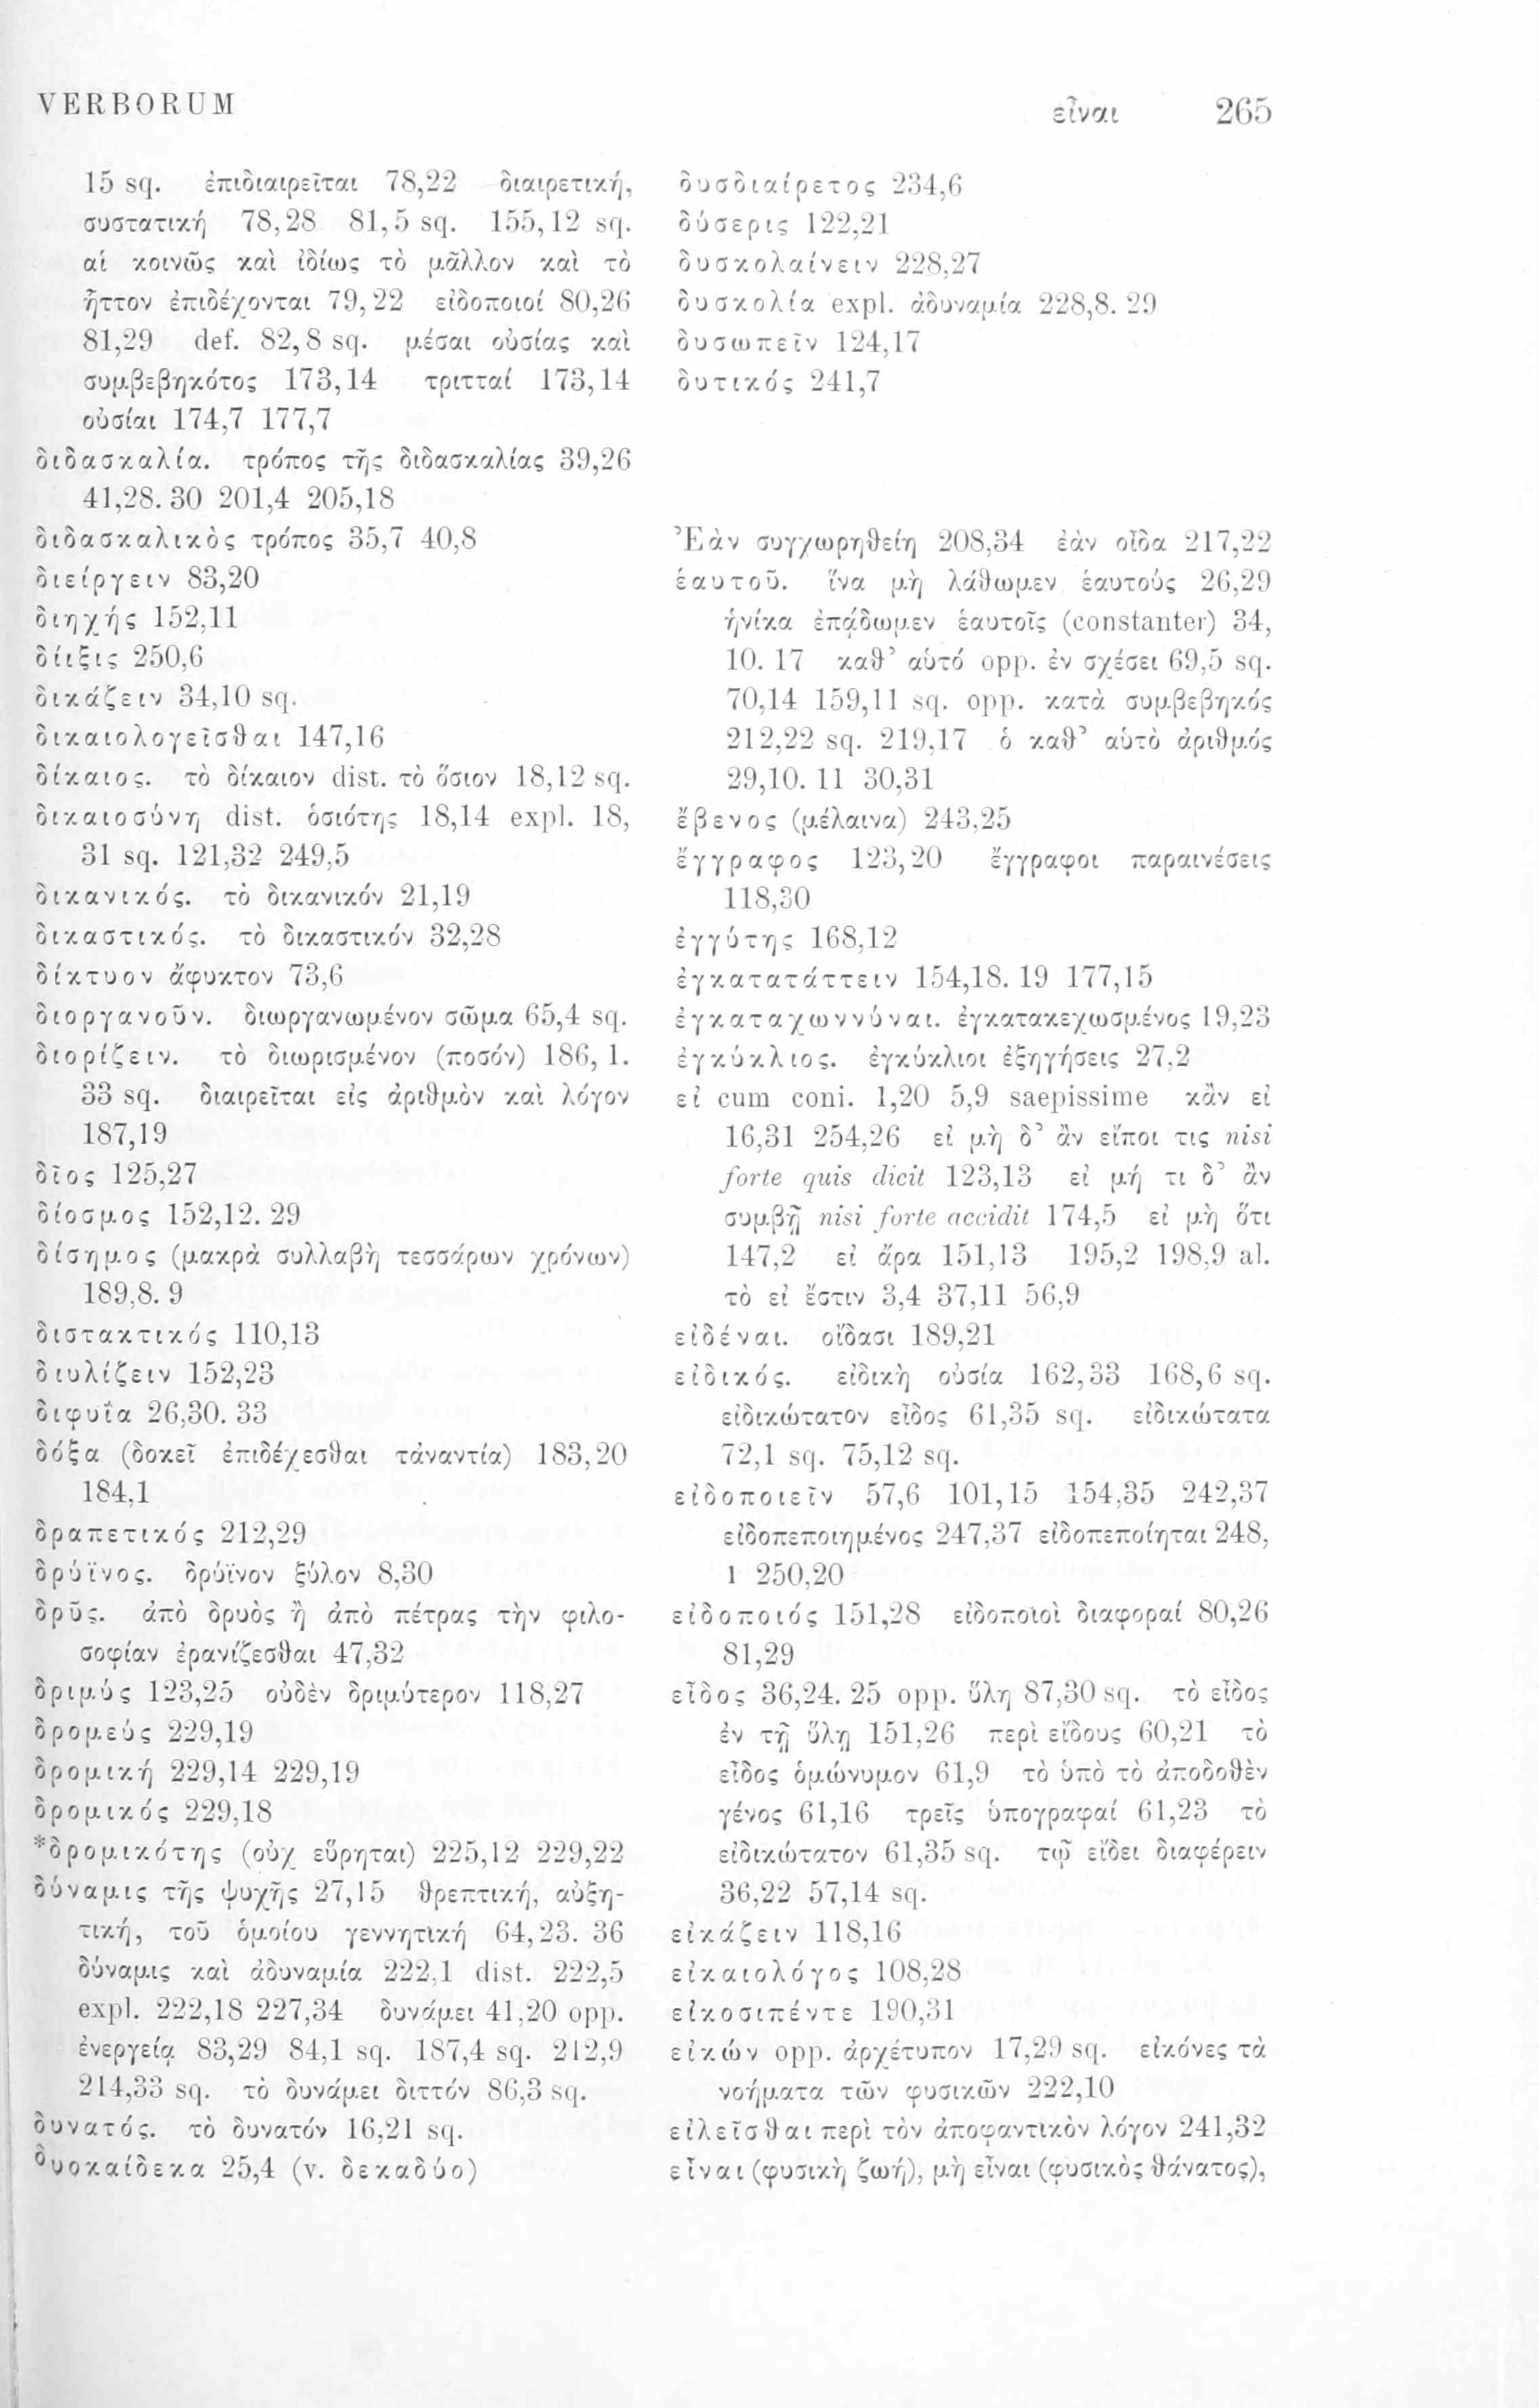 VERBORUM
εἶναι 265
15 sq. ἐπιδιαιρεῖται 78,22 διαιρετική,
συστατική 78,28 81,5 sq. 155,12 sq.
αἱ κοινῶς καὶ ἰδίως τὸ μᾶλλον καὶ τὸ
ἧττον ἐπιδέχονται 79,22 εἰδοποιοί 80,26
81,29 def. 82,8 sq. μέσαι οὐσίας καὶ
συμβεβηκότος 173,14 τριτταί 173,14
οὐσίαι 174,7 177,7
διδασκαλία. τρόπος τῆς διδασκαλίας 39,26
41,28. 30 201,4 205,18
διδασκαλικὸς τρόπος 35,7 40,8
διείργειν 83,20
διηχής 152,11
δίιξις 250,6
δικάζειν 34,10 sq.
δικαιολογεῖσθαι 147,16
δίκαιος. τὸ δίκαιον dist. τὸ ὅσιον 18,12 sq.
δικαιοσύνη dist. ὁσιότης 18,14 expl. 18,
31 sq. 121,32 249,5
δικανικός. τὸ δικανικόν 21,19
δικαστικός. τὸ δικαστικόν 32,28
δίκτυον ἄφυκτον 73,6
διοργανοῦν. διωργανωμένον σῶμα 65,4 sq.
διορίζειν. τὸ διωρισμένον (ποσόν) 186, 1.
33 sq. διαιρεῖται εἰς ἀριθμὸν καὶ λόγον
187,19
δῖος 125,27
δίοσμος 152,12. 29
δίσημος (μακρὰ συλλαβὴ τεσσάρων χρόνων)
189,8. 9
διστακτικός 110,13
διυλίζειν 152,23
διφυΐα 26,30. 33
δόξα (δοκεῖ ἐπιδέχεσθαι τἀναντία) 183,20
184,1
δραπετικός 212,29
δρύϊνος. δρύϊνον ξύλον 8,30
δρῦς. ἀπὸ δρυὸς ἢ ἀπὸ πέτρας τὴν φιλο-
σοφίαν ἐρανίζεσθαι 47,32
δριμύς 123,25 οὐδὲν δριμύτερον 118,27
δρομεύς 229,19
δρομική 229,14 229,19
δρομικός 229,18
*δρομικότης (οὐχ εὕρηται) 225,12 229,22
δύναμις τῆς ψυχῆς 27,15 θρεπτική, αὐξη-
τική, τοῦ ὁμοίου γεννητική 64,23. 36
δύναμις καὶ ἀδυναμία 222,1 dist. 222,5
expl. 222,18 227,34 δυνάμει 41,20 opp.
ἐνεργείᾳ 83,29 84,1 sq. 187,4 sq. 212,9
214,33 sq. τὸ δυνάμει διττόν 86,3 sq.
δυνατός. τὸ δυνατόν 16,21 sq.
δυοκαίδεκα 25,4 (v. δεκαδύο)
δυσδιαίρετος 234,6
δύσερις 122,21
δυσκολαίνειν 228,27
δυσκολία expl. ἀδυναμία 228,8. 29
δυσωπεῖν 124,17
δυτικός 241,7
Ἐὰν συγχωρηθείη 208,34 ἐὰν οἶδα 217,22
ἑαυτοῦ. ἵνα μὴ λάθωμεν ἑαυτούς 26,29
ἡνίκα ἐπᾴδωμεν ἑαυτοῖς (constanter) 34,
10. 17 καθ’ αὑτό opp. ἐν σχέσει 69,5 sq.
70,14 159,11 sq. opp. κατὰ συμβεβηκός
212,22 sq. 219,17 ὁ καθ’ αὑτὸ ἀριθμός
29,10. 11 30,31
ἔβενος (μέλαινα) 243,25
ἔγγραφος 123,20 ἔγγραφοι παραινέσεις
118,30
ἐγγύτης 168,12
ἐγκατατάττειν 154,18. 19 177,15
ἐγκαταχωννύναι. ἐγκατακεχωσμένος 19,23
ἐγκύκλιος. ἐγκύκλιοι ἐξηγήσεις 27,2
εἰ cum coni. 1,20 5,9 saepissime κἂν εἰ
16,31 254,26 εἰ μὴ δ’ ἂν εἴποι τις nisi
forte quis dicit 123,13 εἰ μή τι δ’ ἂν
συμβῇ nisi forte accidit 174,5 εἰ μὴ ὅτι
147,2 εἰ ἄρα 151,13 195,2 198,9 al.
τὸ εἰ ἔστιν 3,4 37,11 56,9
εἰδέναι. οἴδασι 189,21
εἰδικός. εἰδικὴ οὐσία 162,33 168,6 sq.
εἰδικώτατον εἶδος 61,35 sq. εἰδικώτατα
72,1 sq. 75,12 sq.
εἰδοποιεῖν 57,6 101,15 154,35 242,37
εἰδοπεποιημένος 247,37 εἰδοπεποίηται 248,
1 250,20
εἰδοποιός 151,28 εἰδοποιοὶ διαφοραί 80,26
81,29
εἶδος 36,24. 25 opp. ὕλη 87,30 sq. τὸ εἶδος
ἐν τῇ ὕλῃ 151,26 περὶ εἴδους 60,21 τὸ
εἶδος ὁμώνυμον 61,9 τὸ ὑπὸ τὸ ἀποδοθὲν
γένος 61,16 τρεῖς ὑπογραφαί 61,23 τὸ
εἰδικώτατον 61,35 sq. τῷ εἴδει διαφέρειν
36,22 57,14 sq.
εἰκάζειν 118,16
εἰκαιολόγος 108,28
εἰκοσιπέντε 190,31
εἰκών opp. ἀρχέτυπον 17,29 sq. εἰκόνες τὰ
νοήματα τῶν φυσικῶν 222,10
εἱλεῖσθαι περὶ τὸν ἀποφαντικὸν λόγον 241,32
εἶναι (φυσικὴ ζωή), μὴ εἶναι (φυσικὸς θάνατος),